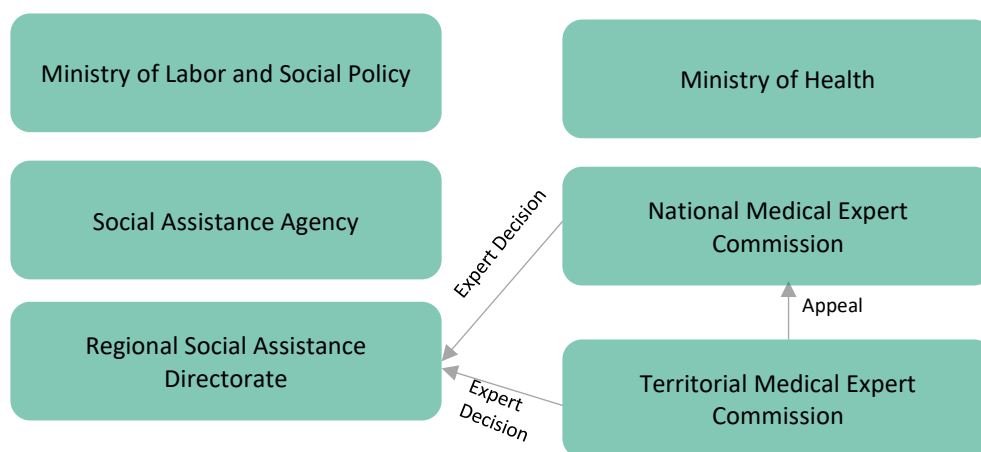 Ministry of Labor and Social Policy
Ministry of Health
Social Assistance Agency
National Medical Expert
Commission
Expert Decision
Appeal
Regional Social Assistance
Directorate
Expert
Decision
Territorial Medical Expert
Commission